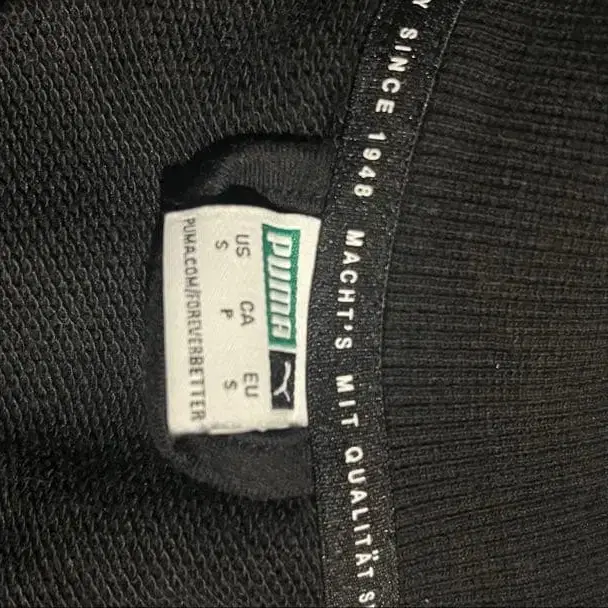 Y SINCE 1948 MACHT'S MIT QUALITÄT S
PUMA
US CA EU
S P S
PUMA.COM/FOREVERBETTER